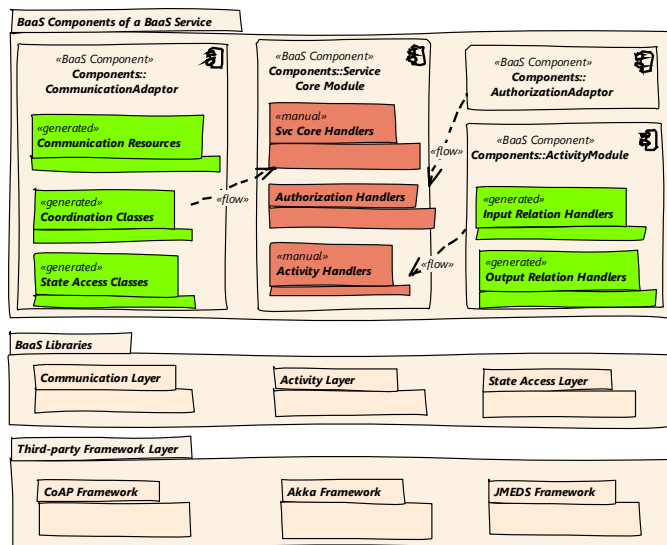 BaaS Components of a BaaS Service
«BaaS Component»
Components::
CommunicationAdaptor
«generated»
Communication Resources
«generated»
Coordination Classes
«generated»
State Access Classes
«flow»
«BaaS Component»
Components::Service
Core Module
«manual»
Svc Core Handlers
Authorization Handlers
«manual»
Activity Handlers
«flow»
«flow»
«BaaS Component»
Components::
AuthorizationAdaptor
«BaaS Component»
Components::ActivityModule
«generated»
Input Relation Handlers
«generated»
Output Relation Handlers
BaaS Libraries
Communication Layer
Activity Layer
State Access Layer
Third-party Framework Layer
CoAP Framework
Akka Framework
JMEDS Framework